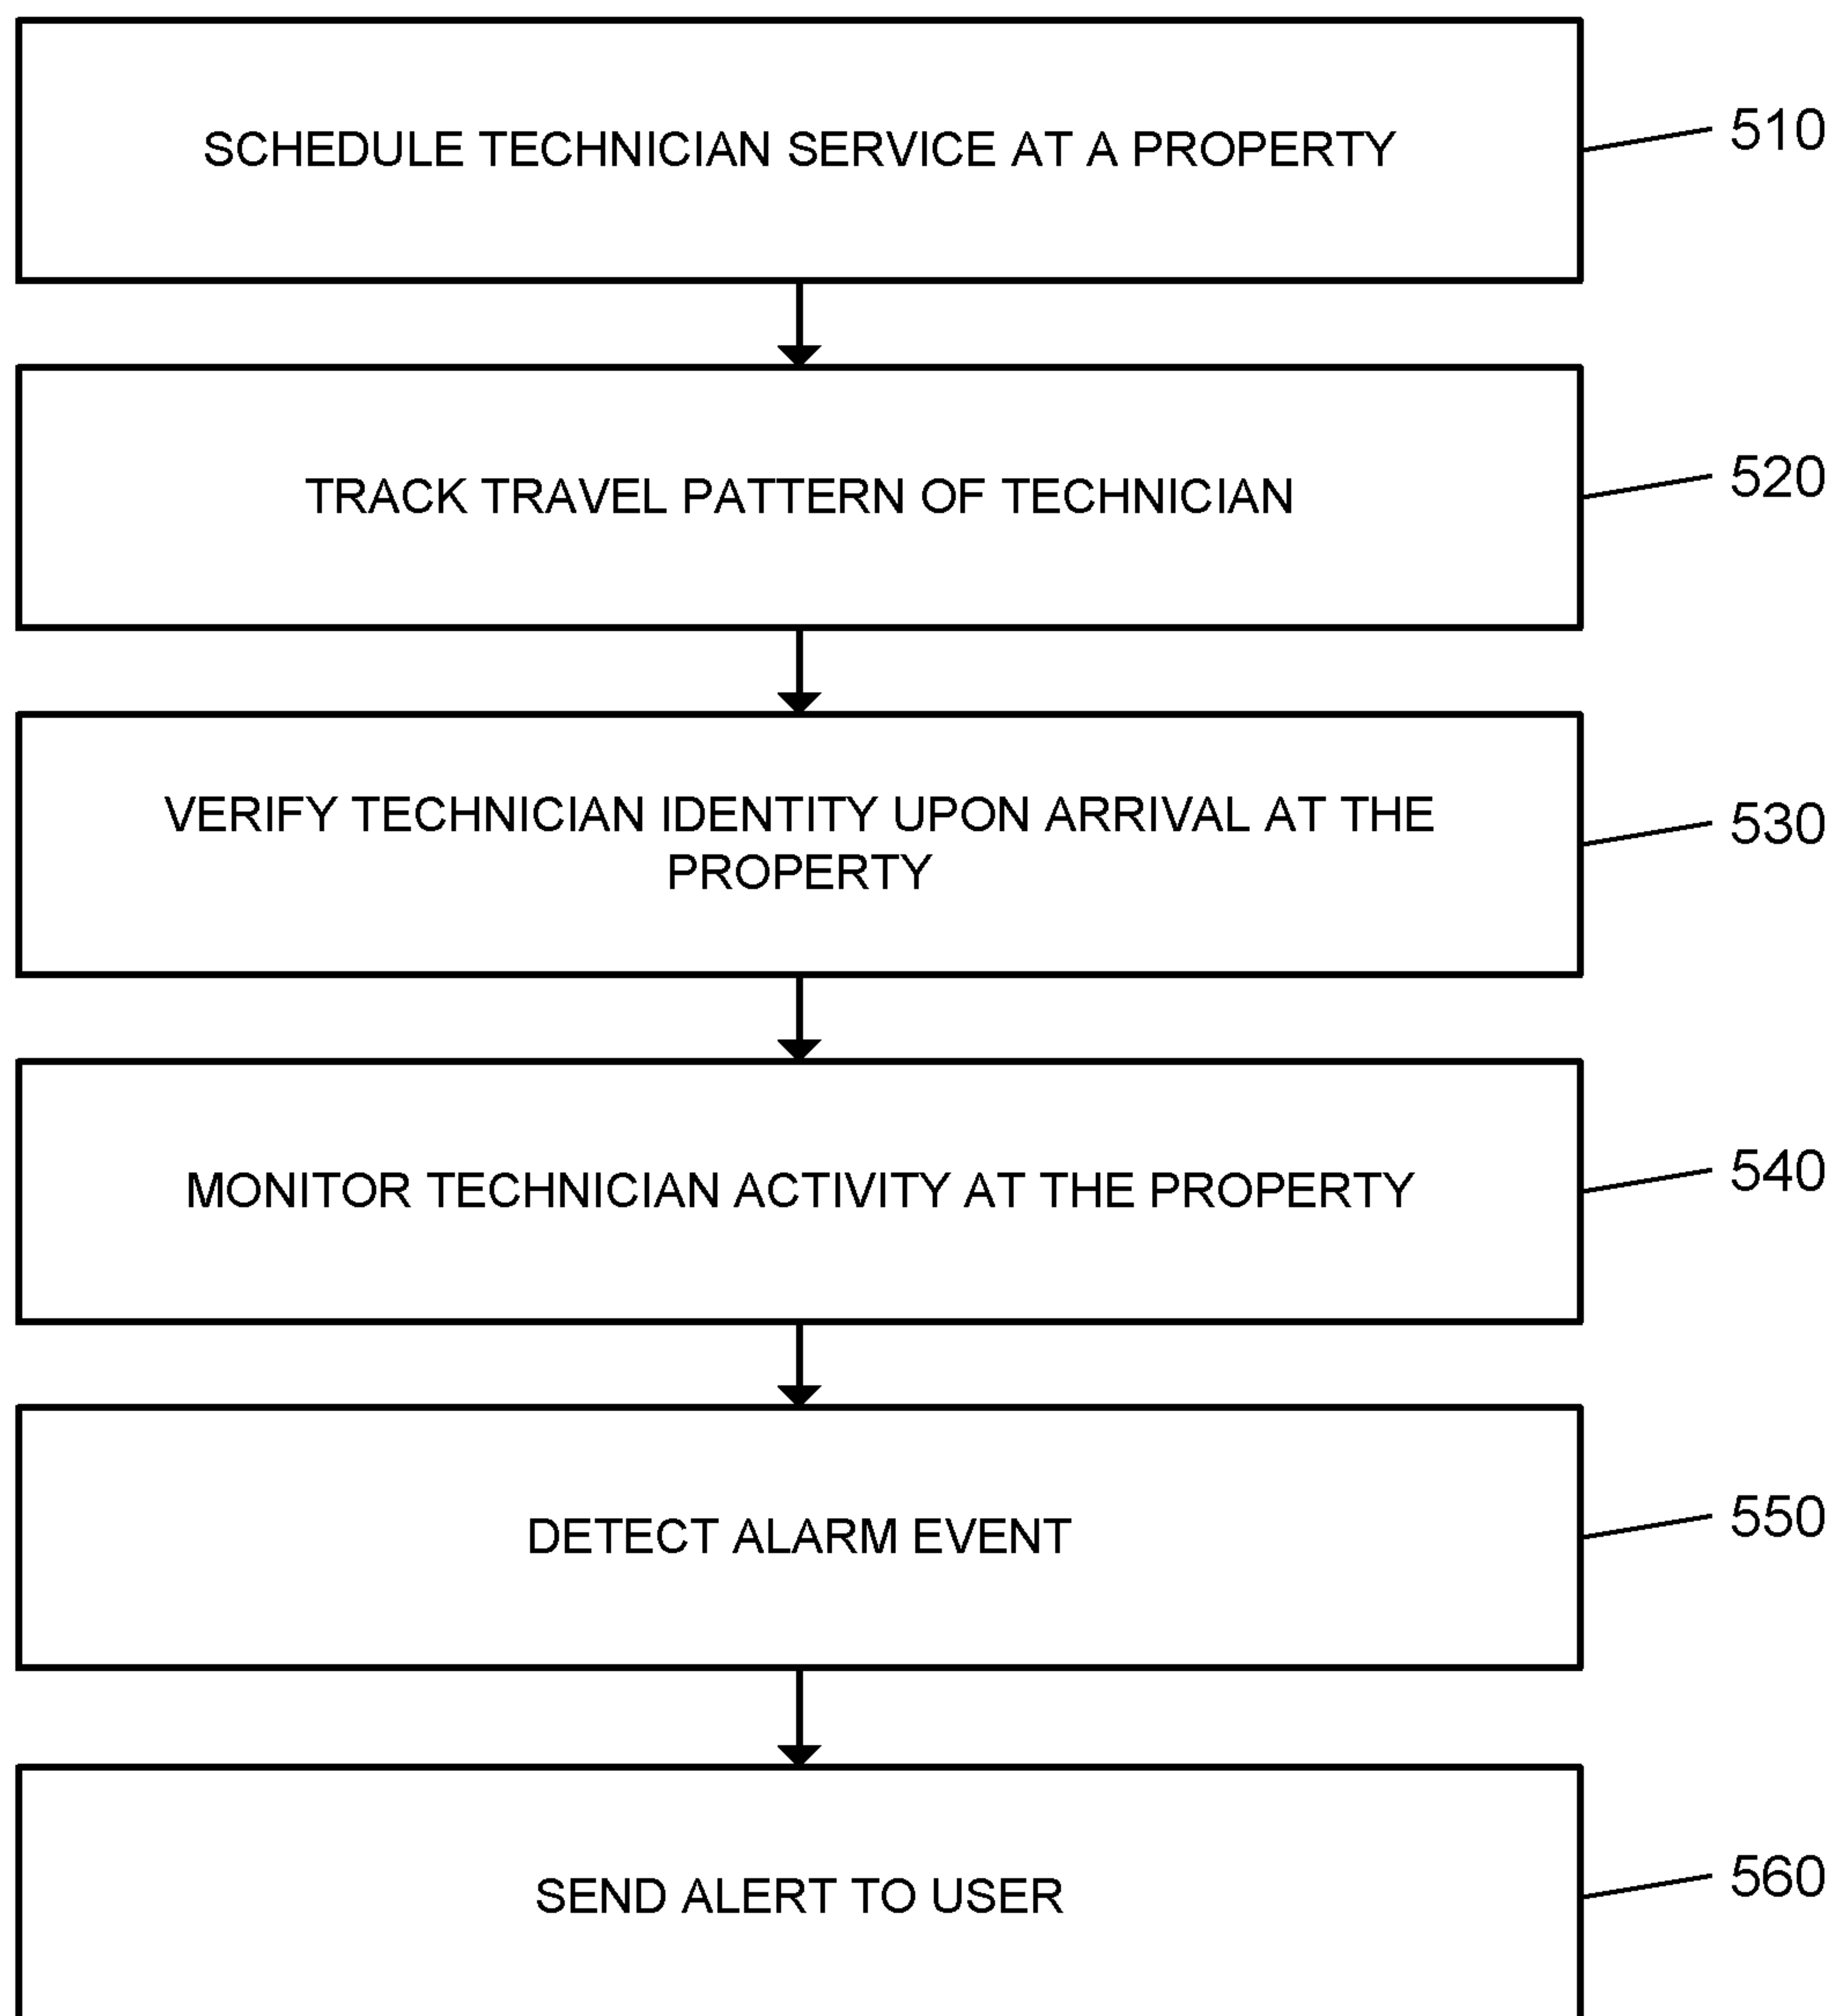 SCHEDULE TECHNICIAN SERVICE AT A PROPERTY
510
TRACK TRAVEL PATTERN OF TECHNICIAN
520
VERIFY TECHNICIAN IDENTITY UPON ARRIVAL AT THE
PROPERTY
530
MONITOR TECHNICIAN ACTIVITY AT THE PROPERTY
540
DETECT ALARM EVENT
550
SEND ALERT TO USER
560